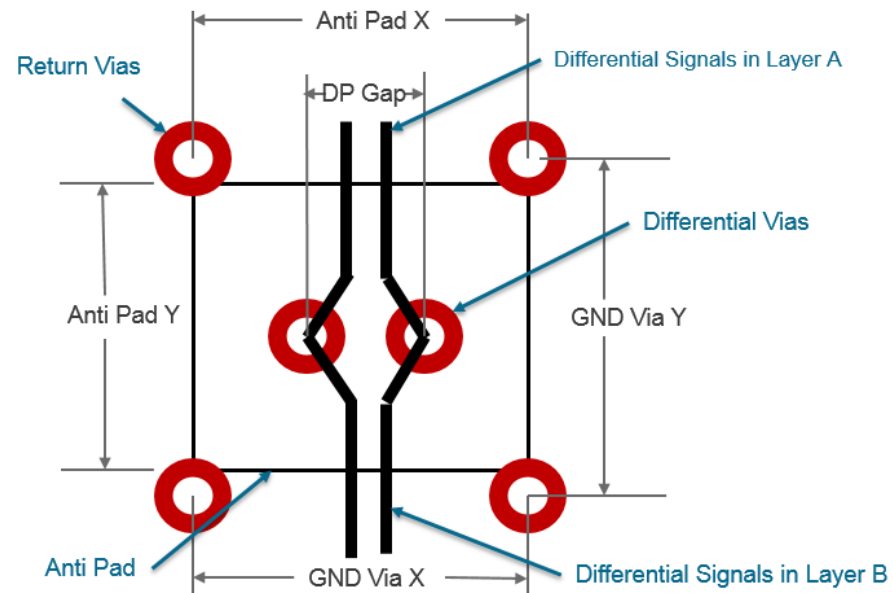 Anti Pad X
Return Vias
Differential Signals in Layer A
DP Gap
Differential Vias
Anti Pad Y
GND Via Y
Anti Pad
GND Via X
Differential Signals in Layer B